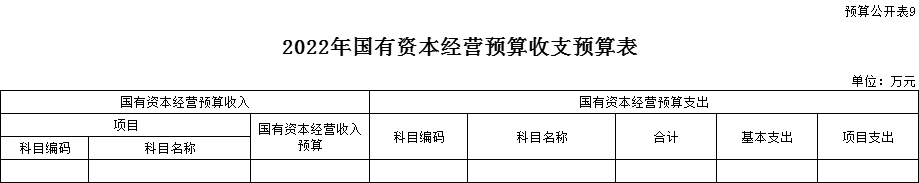 预算公开表9
2022年国有资本经营预算收支预算表
单位：万元
国有资本经营预算收入 国有资本经营预算支出
项目 国有资本经营收入预算 科目编码 科目名称 合计 基本支出 项目支出
科目编码 科目名称